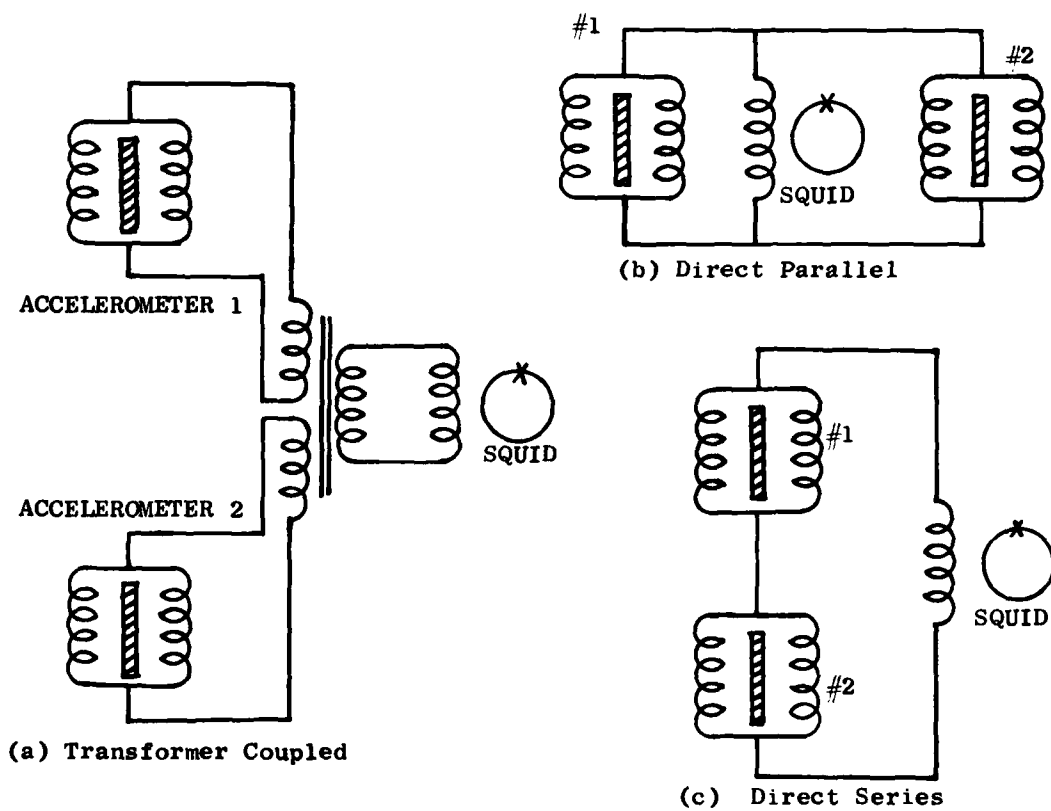 #1
#2
SQUID
(b) Direct Parallel
ACCELEROMETER 1
SQUID
ACCELEROMETER 2
(a) Transformer Coupled
#1
SQUID
#2
(c) Direct Series